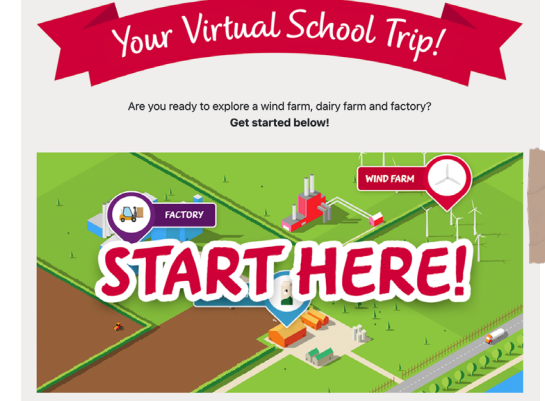 Your Virtual School Trip!
Are you ready to explore a wind farm, dairy farm and factory?
Get started below!
WIND FARM
FACTORY
START HERE!